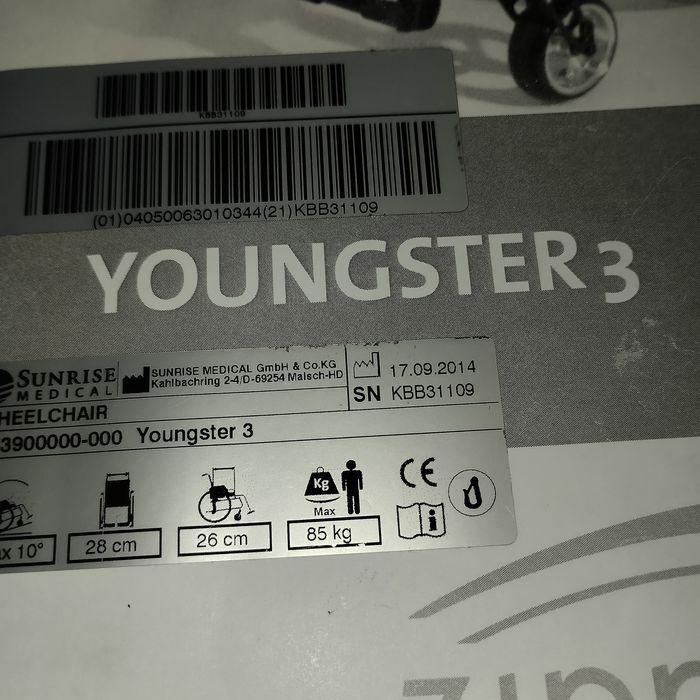 KBB31109
(01)04050063010344(21)KBB31109
YOUNGSTER 3
SUNRISE MEDICAL
SUNRISE MEDICAL GmbH & Co.KG
Kahlbachring 2-4/D-69254 Malsch-HD
17.09.2014
SN KBB31109
HEELCHAIR
3900000-000 Youngster 3
Kg
Max
ax 10°
28 cm
26 cm
85 kg
CE
i